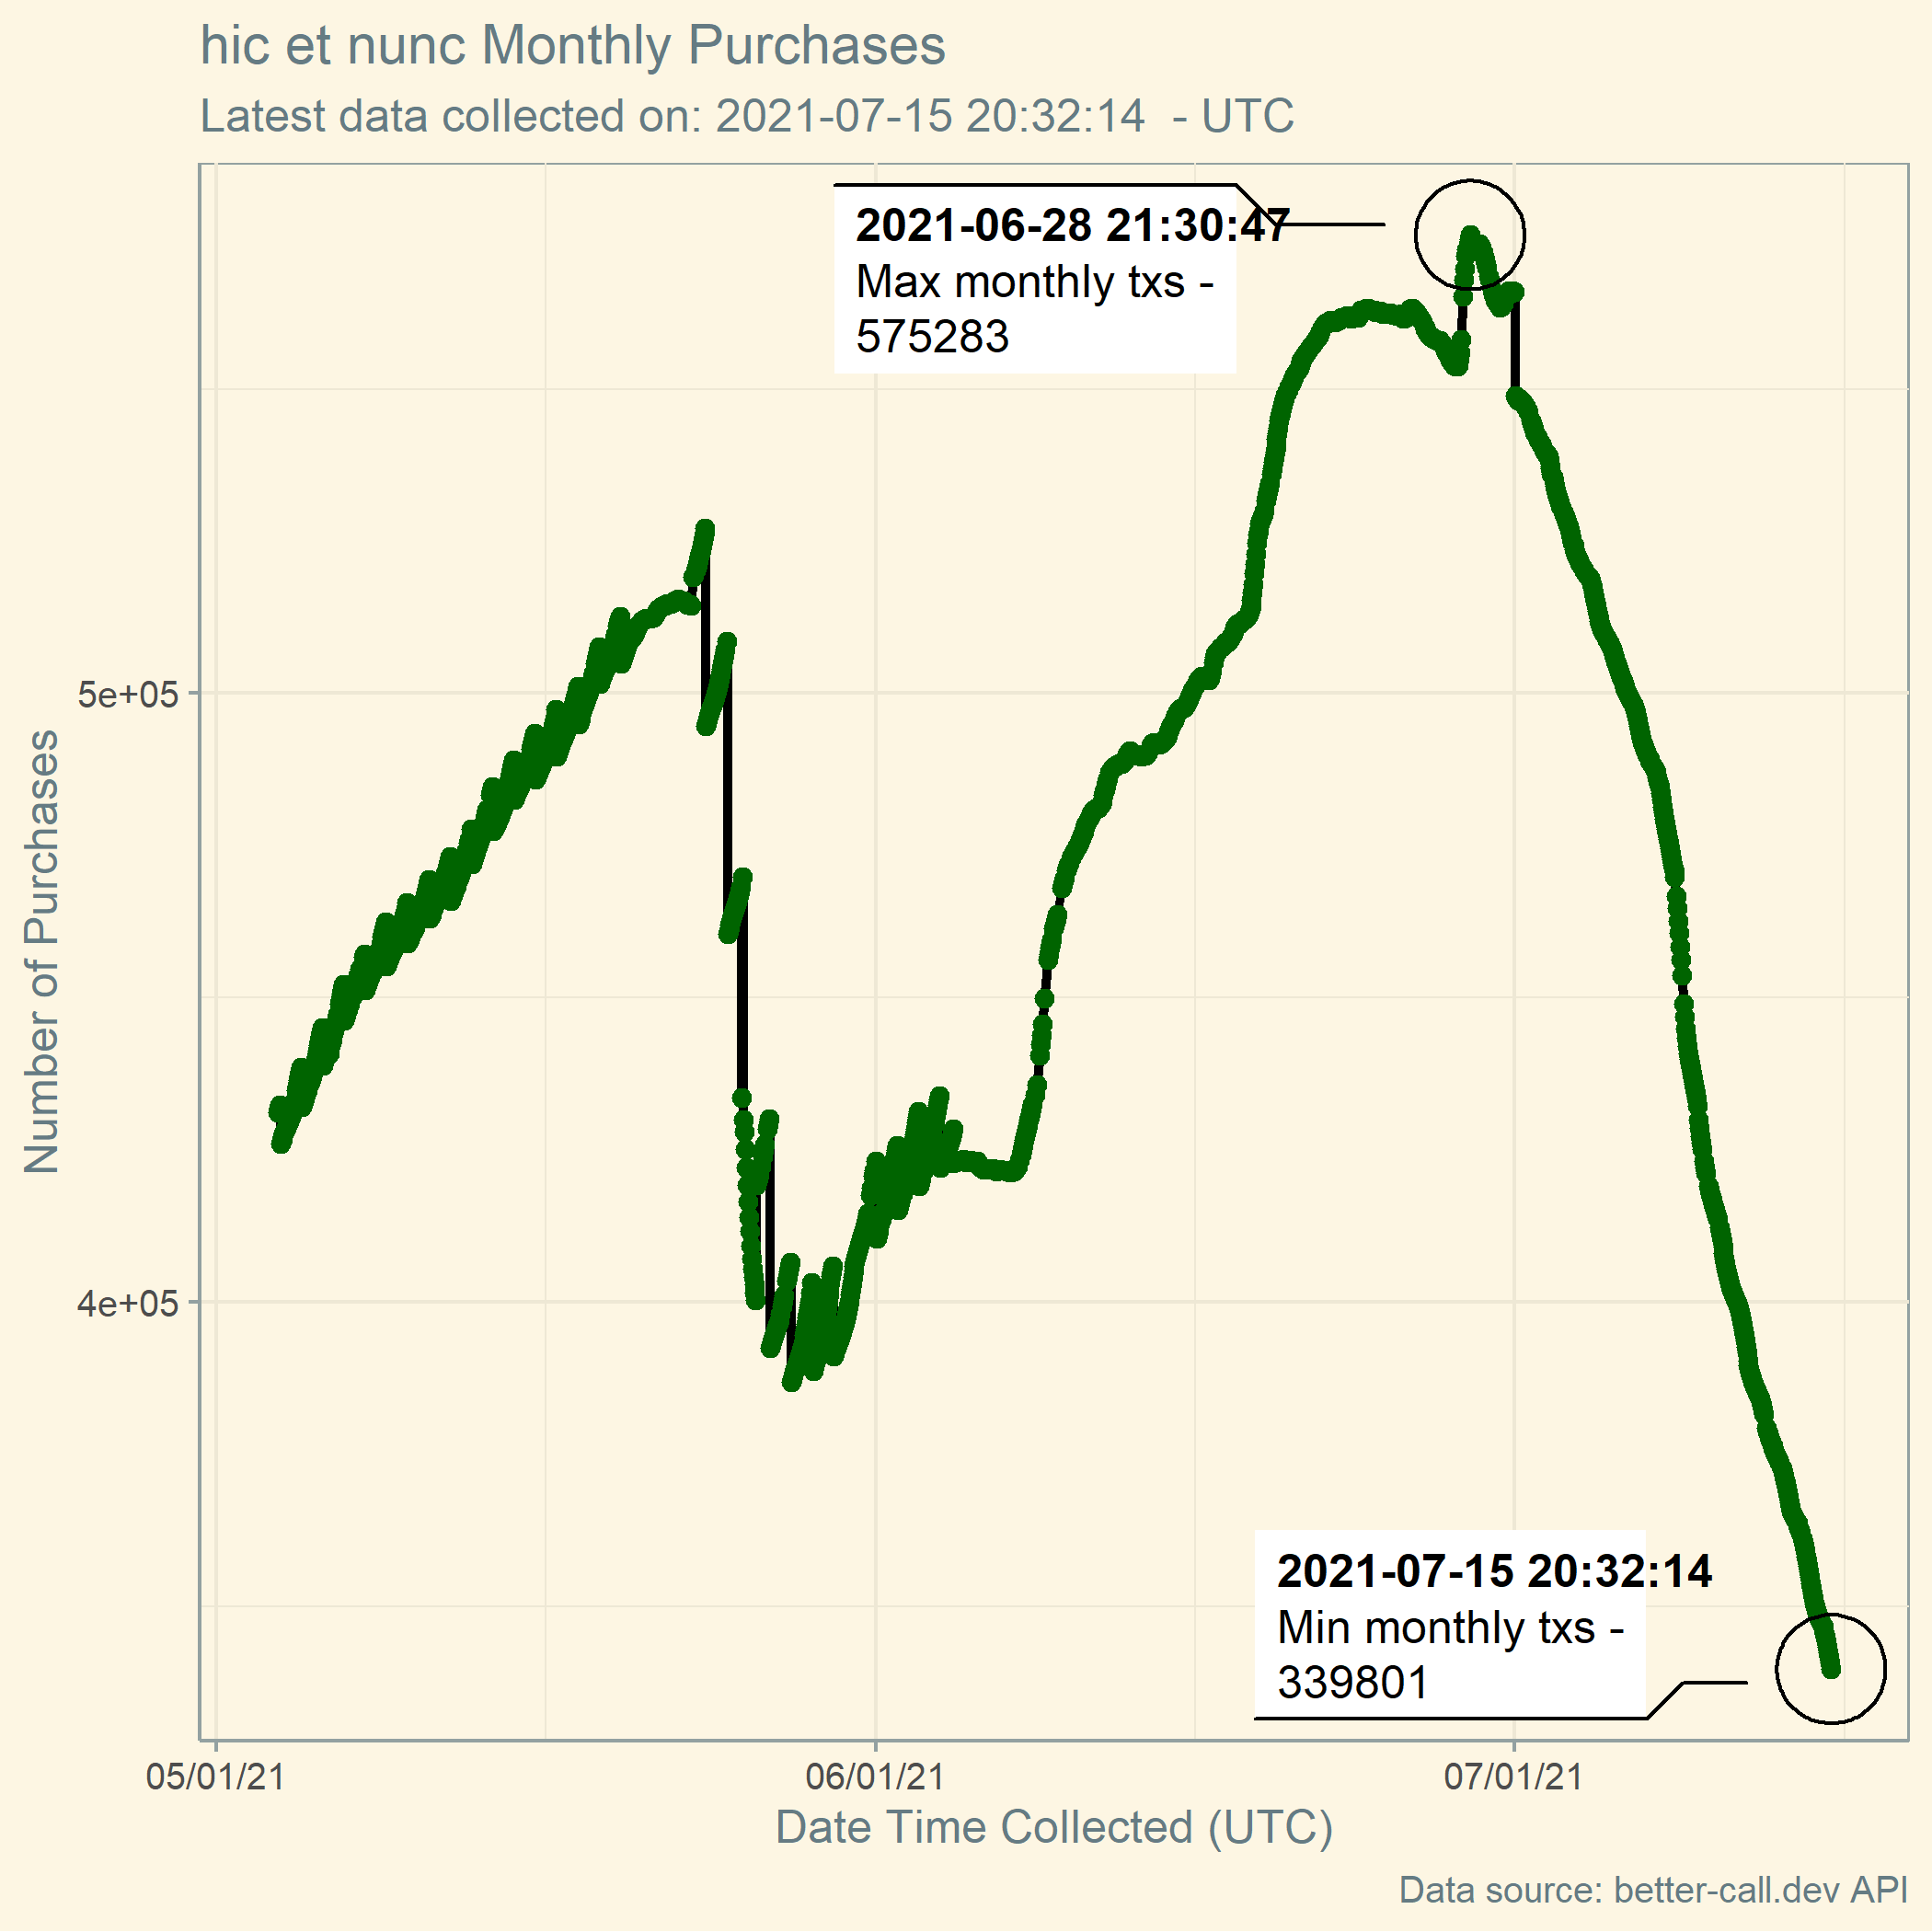 hic et nunc Monthly Purchases
Latest data collected on: 2021-07-15 20:32:14  - UTC
2021-06-28 21:30:47
Max monthly txs -
575283
5e+05
Number of Purchases
4e+05
2021-07-15 20:32:14
Min monthly txs -
339801
05/01/21 06/01/21 07/01/21
Date Time Collected (UTC)
Data source: better-call.dev API